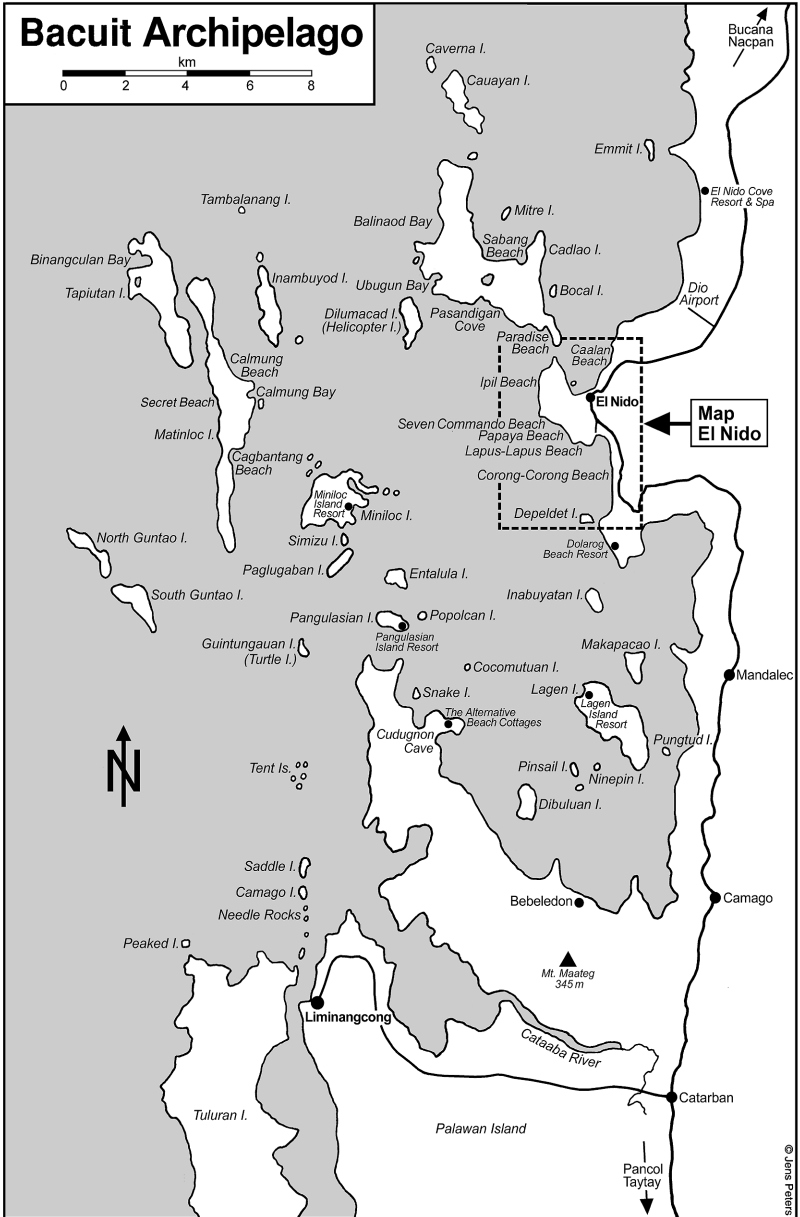 Bacuit Archipelago
km
0 2 4 6 8
Bucana
Nacpan
Caverna I.
Cauayan I.
Emmit I.
El Nido Cove
Resort & Spa
Tambalanang I.
Mitre I.
Balinaod Bay
Sabang
Beach
Cadlao I.
Binangculan Bay
Inambuyod I.
Ubugun Bay
Tapiutan I.
Bocal I.
Dio
Airport
Dilumacad I.
(Helicopter I.)
Pasandigan
Cove
Paradise
Beach
Caalan
Beach
Calmung
Beach
Ipil Beach
Calmung Bay
Secret Beach
El Nido
Map
El Nido
Seven Commando Beach
Papaya Beach
Matinloc I.
Lapus-Lapus Beach
Cagbantang
Beach
Corong-Corong Beach
Miniloc
Island
Resort
Miniloc I.
Depeldet I.
North Guntao I.
Simizu I.
Dolarog
Beach Resort
Paglugaban I.
Entalula I.
South Guntao I.
Inabuyatan I.
Pangulasian I.
Popolcan I.
Pangulasian
Island Resort
Guintungauan I.
(Turtle I.)
Makapacao I.
Cocomutuan I.
Mandalec
Snake I.
Lagen I.
Lagen
Island
Resort
The Alternative
Beach Cottages
Cudugnon
Cave
Pungtud I.
N
Tent Is.
Pinsail I.
Ninepin I.
Dibuluan I.
Saddle I.
Camago I.
Bebeledon
Camago
Needle Rocks
Peaked I.
Mt. Maateg
345 m
Liminangcong
Cataaba River
Catarban
Tuluran I.
Palawan Island
Pancol
Taytay
© Jens Peters